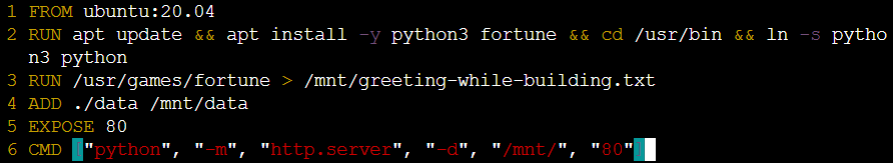 1 FROM ubuntu:20.04
2 RUN apt update && apt install -y python3 fortune && cd /usr/bin && ln -s pytho
n3 python
3 RUN /usr/games/fortune > /mnt/greeting-while-building.txt
4 ADD ./data /mnt/data
5 EXPOSE 80
6 CMD ["python", "-m", "http.server", "-d", "/mnt/", "80"]